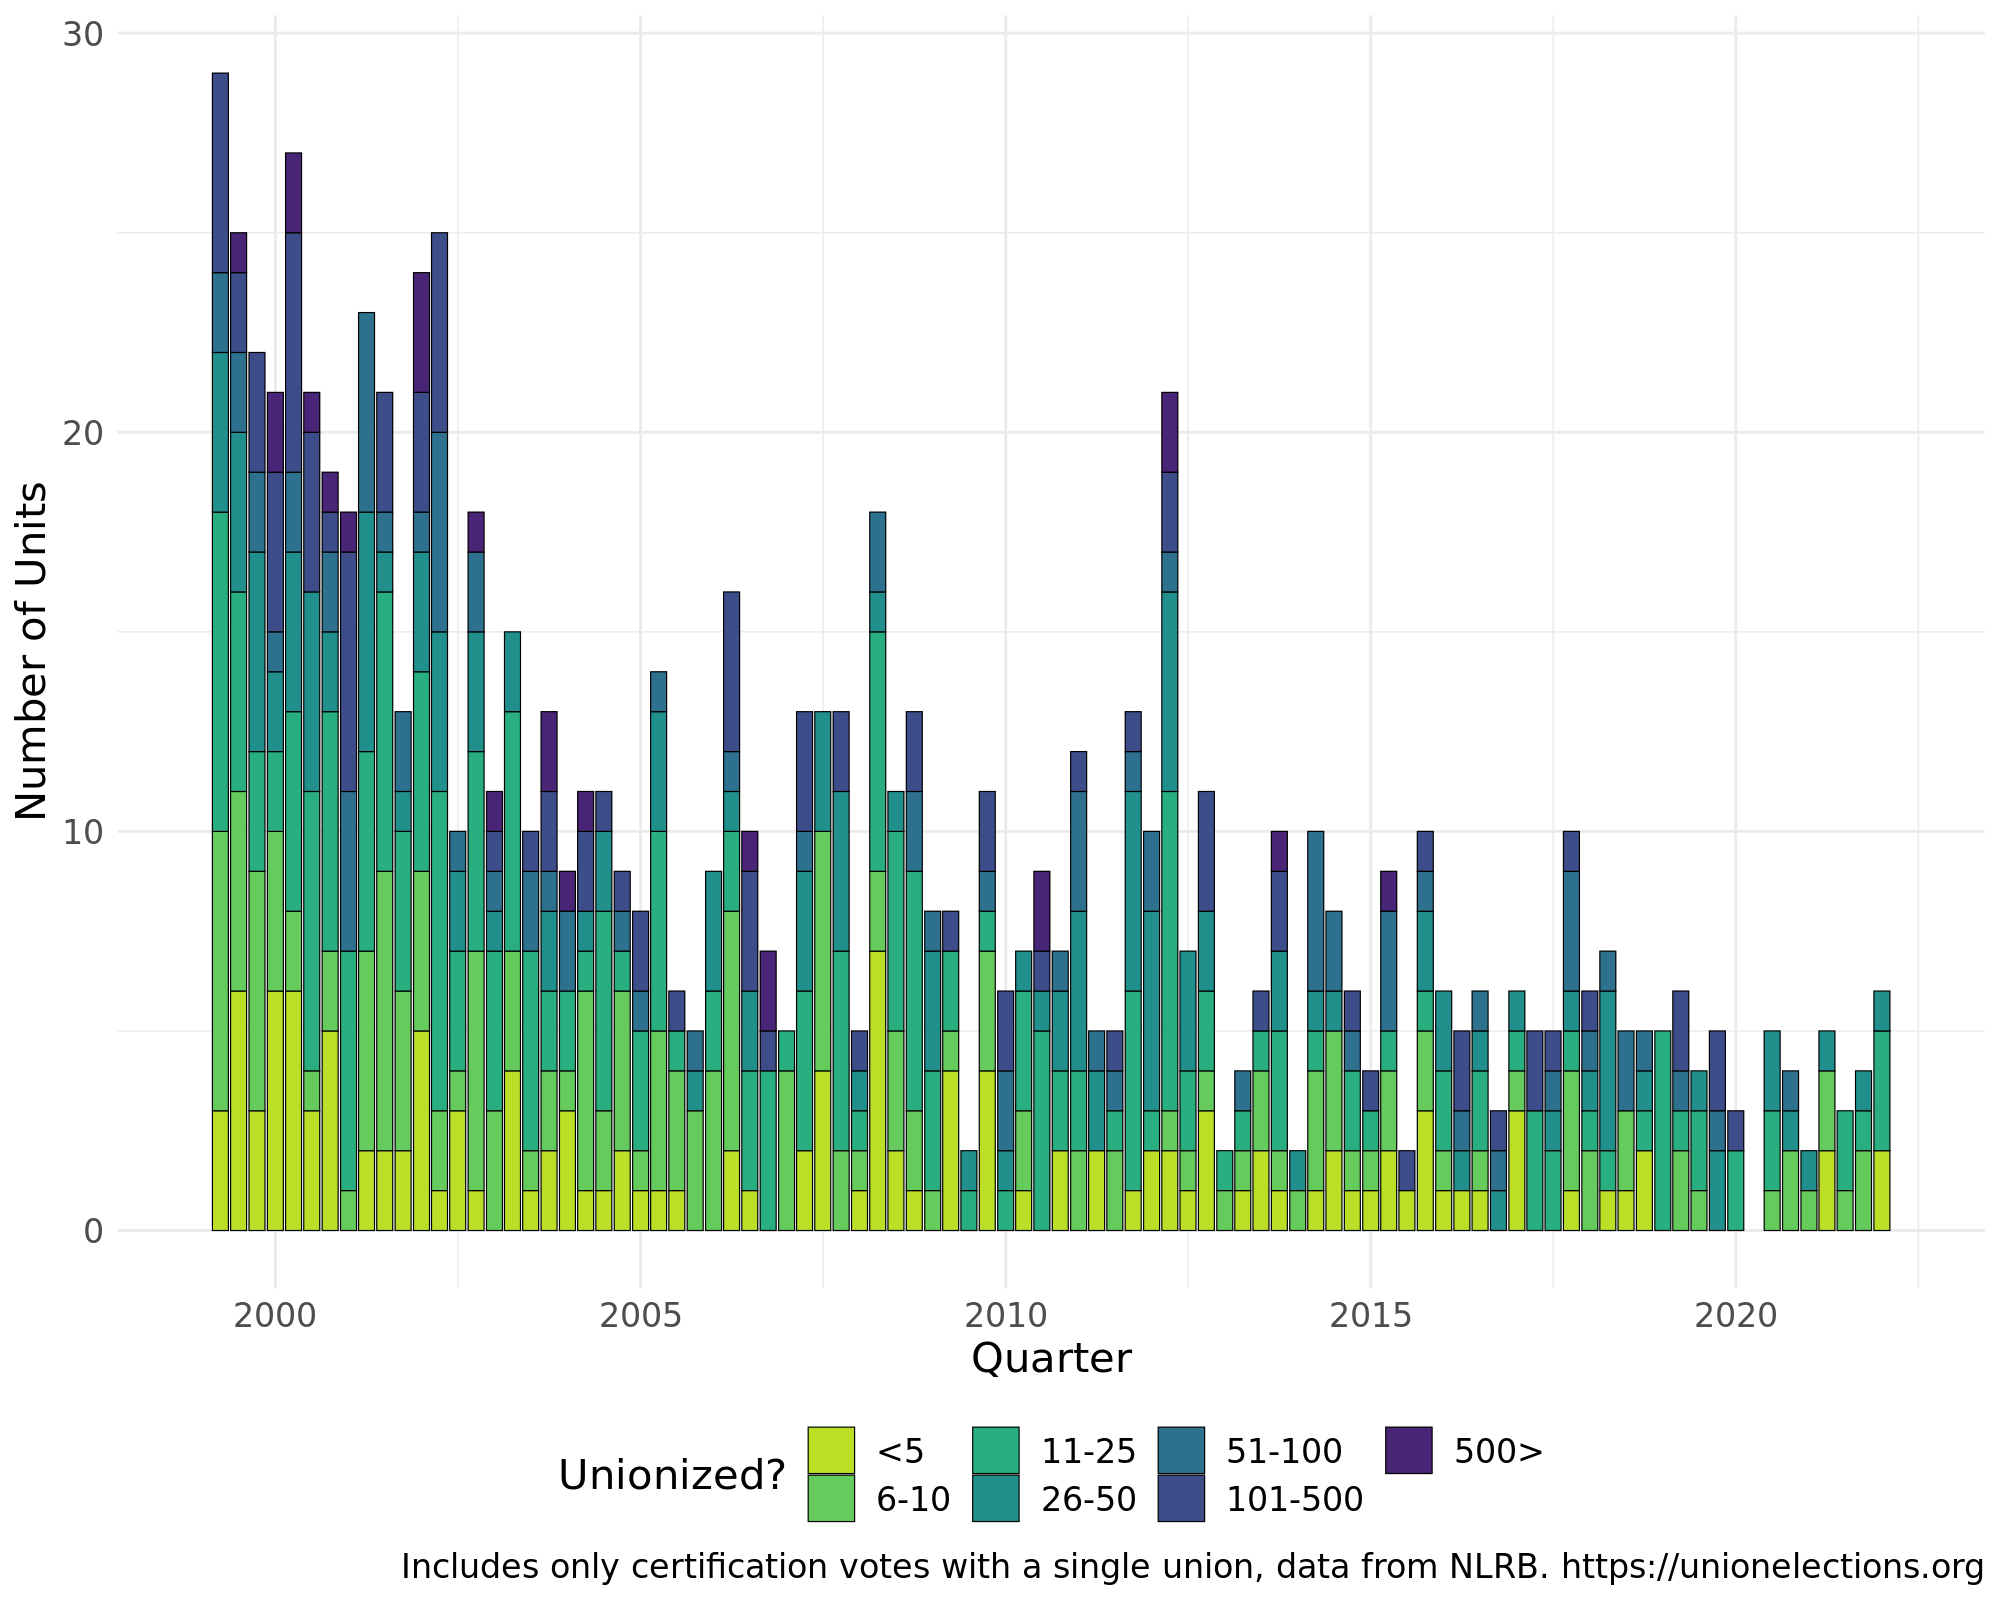 30
20
10
0
Number of Units
2000 2005 2010 2015 2020
Quarter
Unionized?
<5 11-25 51-100 500>
6-10 26-50 101-500
Includes only certification votes with a single union, data from NLRB. https://unionelections.org